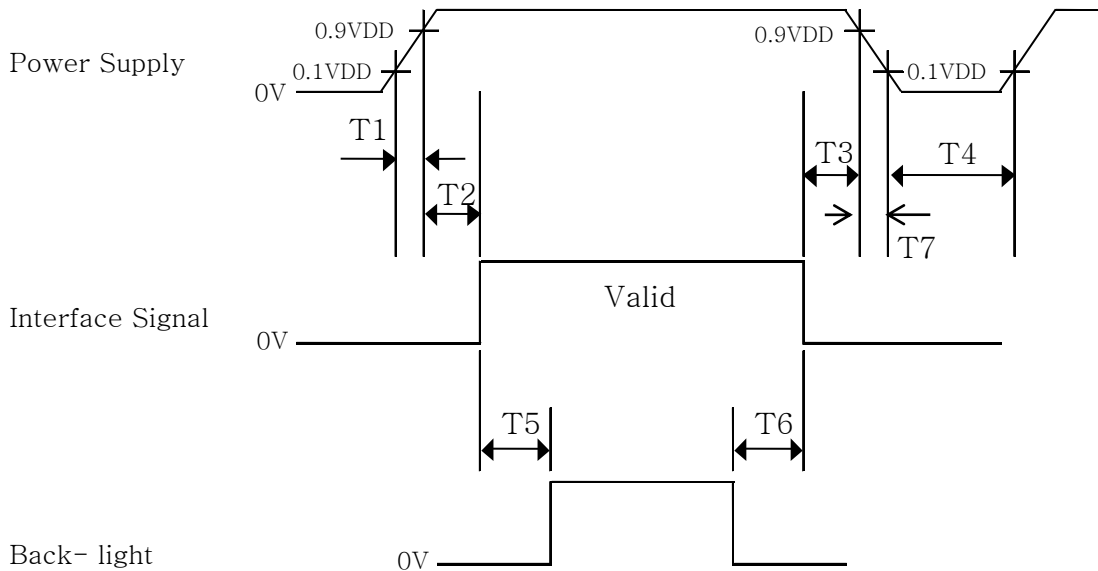 0.9VDD
0.9VDD
Power Supply
0.1VDD
0.1VDD
0V
T1
T3
T4
T2
T7
Valid
Interface Signal
0V
T5
T6
Back- light
0V